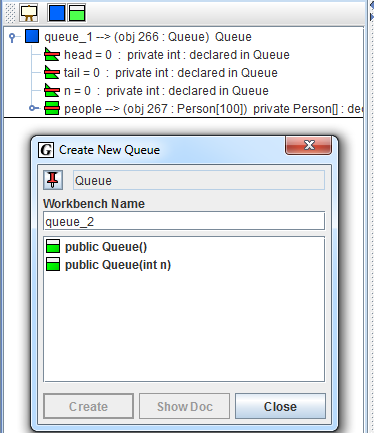 queue_1 --> (obj 266 : Queue) Queue
head = 0 : private int : declared in Queue
tail = 0 : private int : declared in Queue
n = 0 : private int : declared in Queue
people --> (obj 267 : Person[100]) private Person[] : dec
G Create New Queue
Queue
Workbench Name
queue_2
public Queue()
public Queue(int n)
Create Show Doc Close